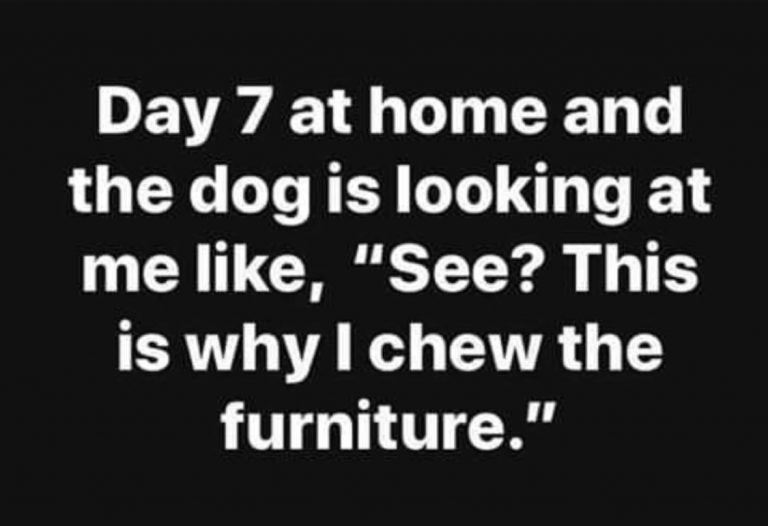 Day 7 at home and
the dog is looking at
me like, "See? This
is why I chew the
furniture."